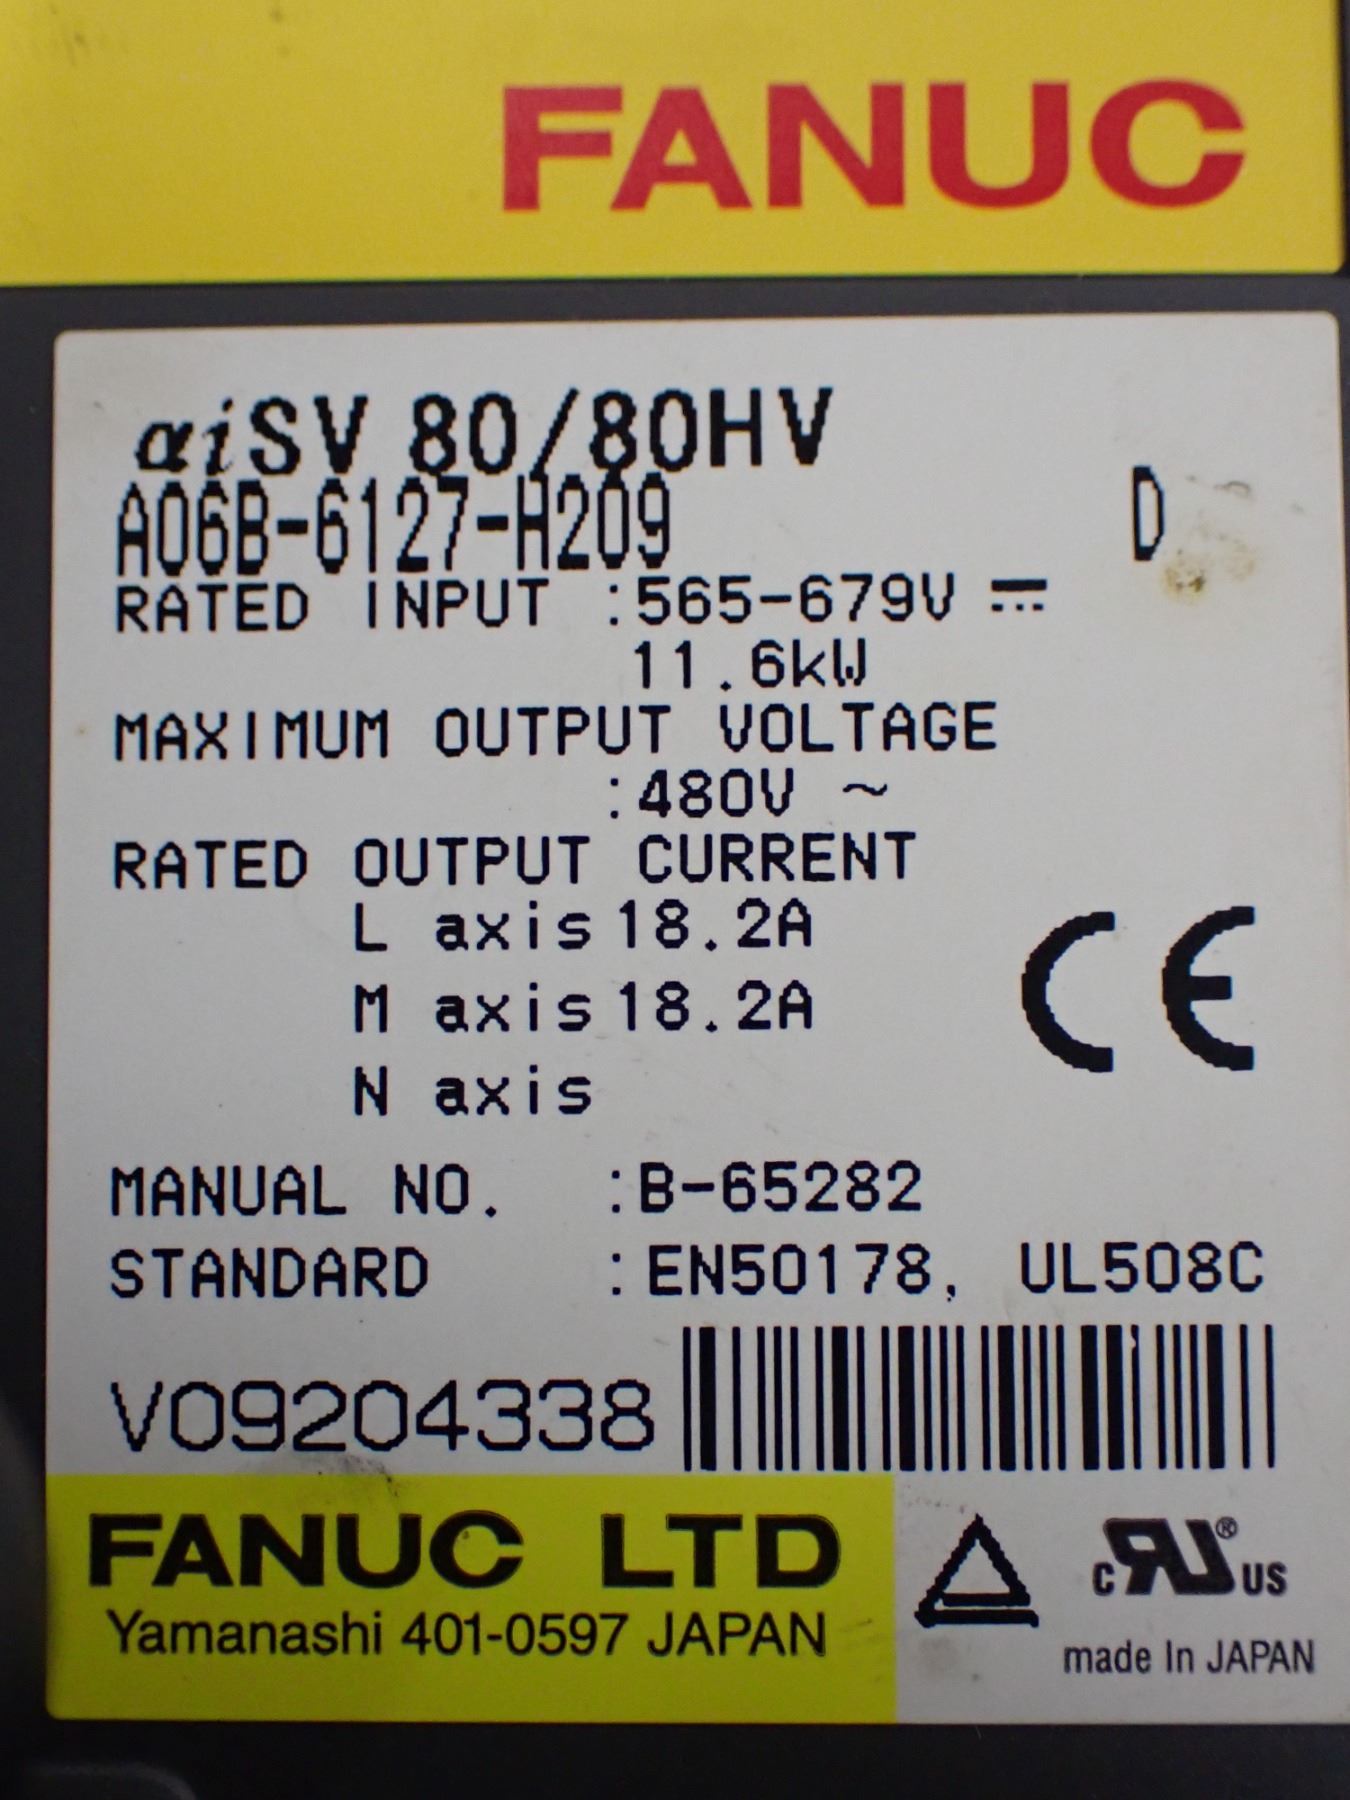 FANUC
αiSV 80/80HV
A06B-6127-H209 D
RATED INPUT :565-679V ⎓
11.6kW
MAXIMUM OUTPUT VOLTAGE
:480V ~
RATED OUTPUT CURRENT
L axis 18.2A
M axis 18.2A
N axis
MANUAL NO. :B-65282
STANDARD :EN50178, UL508C
V09204338
FANUC LTD
Yamanashi 401-0597 JAPAN
CE
c RU® US
made In JAPAN